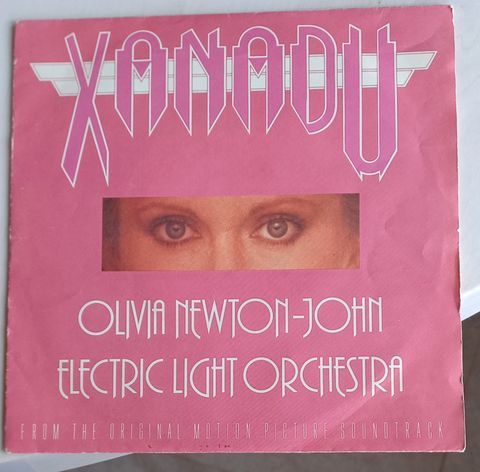 XANADU
OLIVIA NEWTON-JOHN
ELECTRIC LIGHT ORCHESTRA
FROM THE ORIGINAL MOTION PICTURE SOUNDTRACK